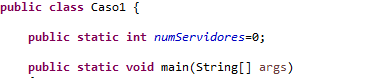 public class Caso1 {
public static int numServidores=0;
public static void main(String[] args)